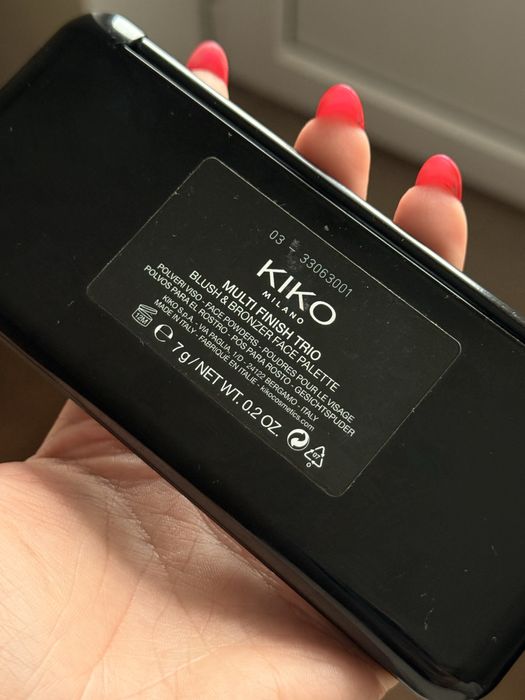 03 - 33063001
KIKO
MILANO
MULTI FINISH TRIO
BLUSH & BRONZER FACE PALETTE
POLVERI VISO - FACE POWDERS - POUDRES POUR LE VISAGE
POLVOS PARA EL ROSTRO - PÓS PARA ROSTO - GESICHTSPUDER
KIKO S.P.A., VIA PAGLIA, 1/D - 24122 BERGAMO - ITALY
MADE IN ITALY - FABRIQUÉ EN ITALIE - kikocosmetics.com
12M
e 7 g / NET WT. 0.2 OZ.
07